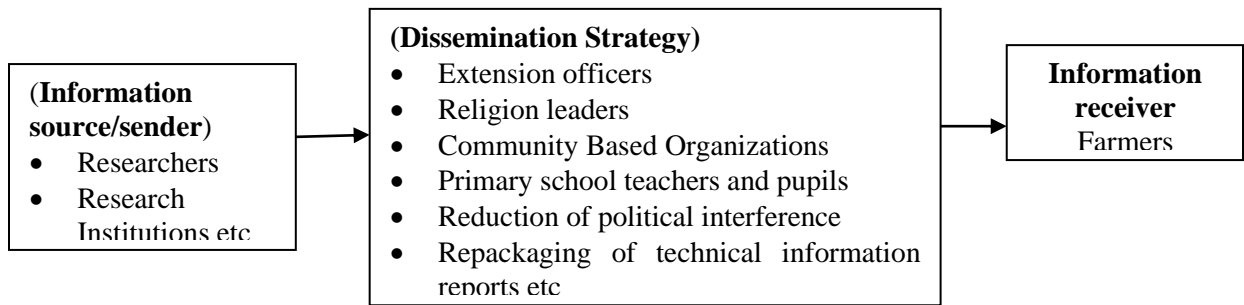 (Information
source/sender)
• Researchers
• Research
Institutions etc
(Dissemination Strategy)
• Extension officers
• Religion leaders
• Community Based Organizations
• Primary school teachers and pupils
• Reduction of political interference
• Repackaging of technical information
reports etc
Information
receiver
Farmers